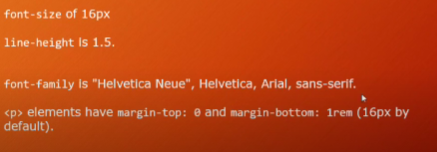 font-size of 16px
line-height is 1.5.
font-family is "Helvetica Neue", Helvetica, Arial, sans-serif.
<p> elements have margin-top: 0 and margin-bottom: 1rem (16px by
default).